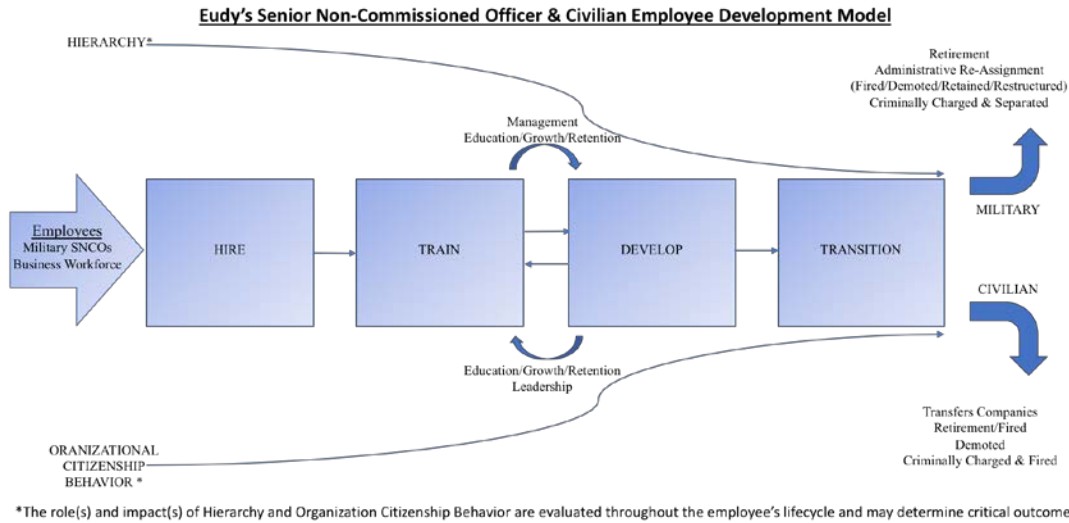 Eudy's Senior Non-Commissioned Officer & Civilian Employee Development Model
HIERARCHY*
Retirement
Administrative Re-Assignment
(Fired/Demoted/Retained/Restructured)
Criminally Charged & Separated
Management
Education/Growth/Retention
MILITARY
Employees
Military SNCOs
Business Workforce
HIRE
TRAIN
DEVELOP
TRANSITION
CIVILIAN
Education/Growth/Retention
Leadership
Transfers Companies
Retirement/Fired
Demoted
Criminally Charged & Fired
ORANIZATIONAL
CITIZENSHIP
BEHAVIOR *
*The role(s) and impact(s) of Hierarchy and Organization Citizenship Behavior are evaluated throughout the employee's lifecycle and may determine critical outcome